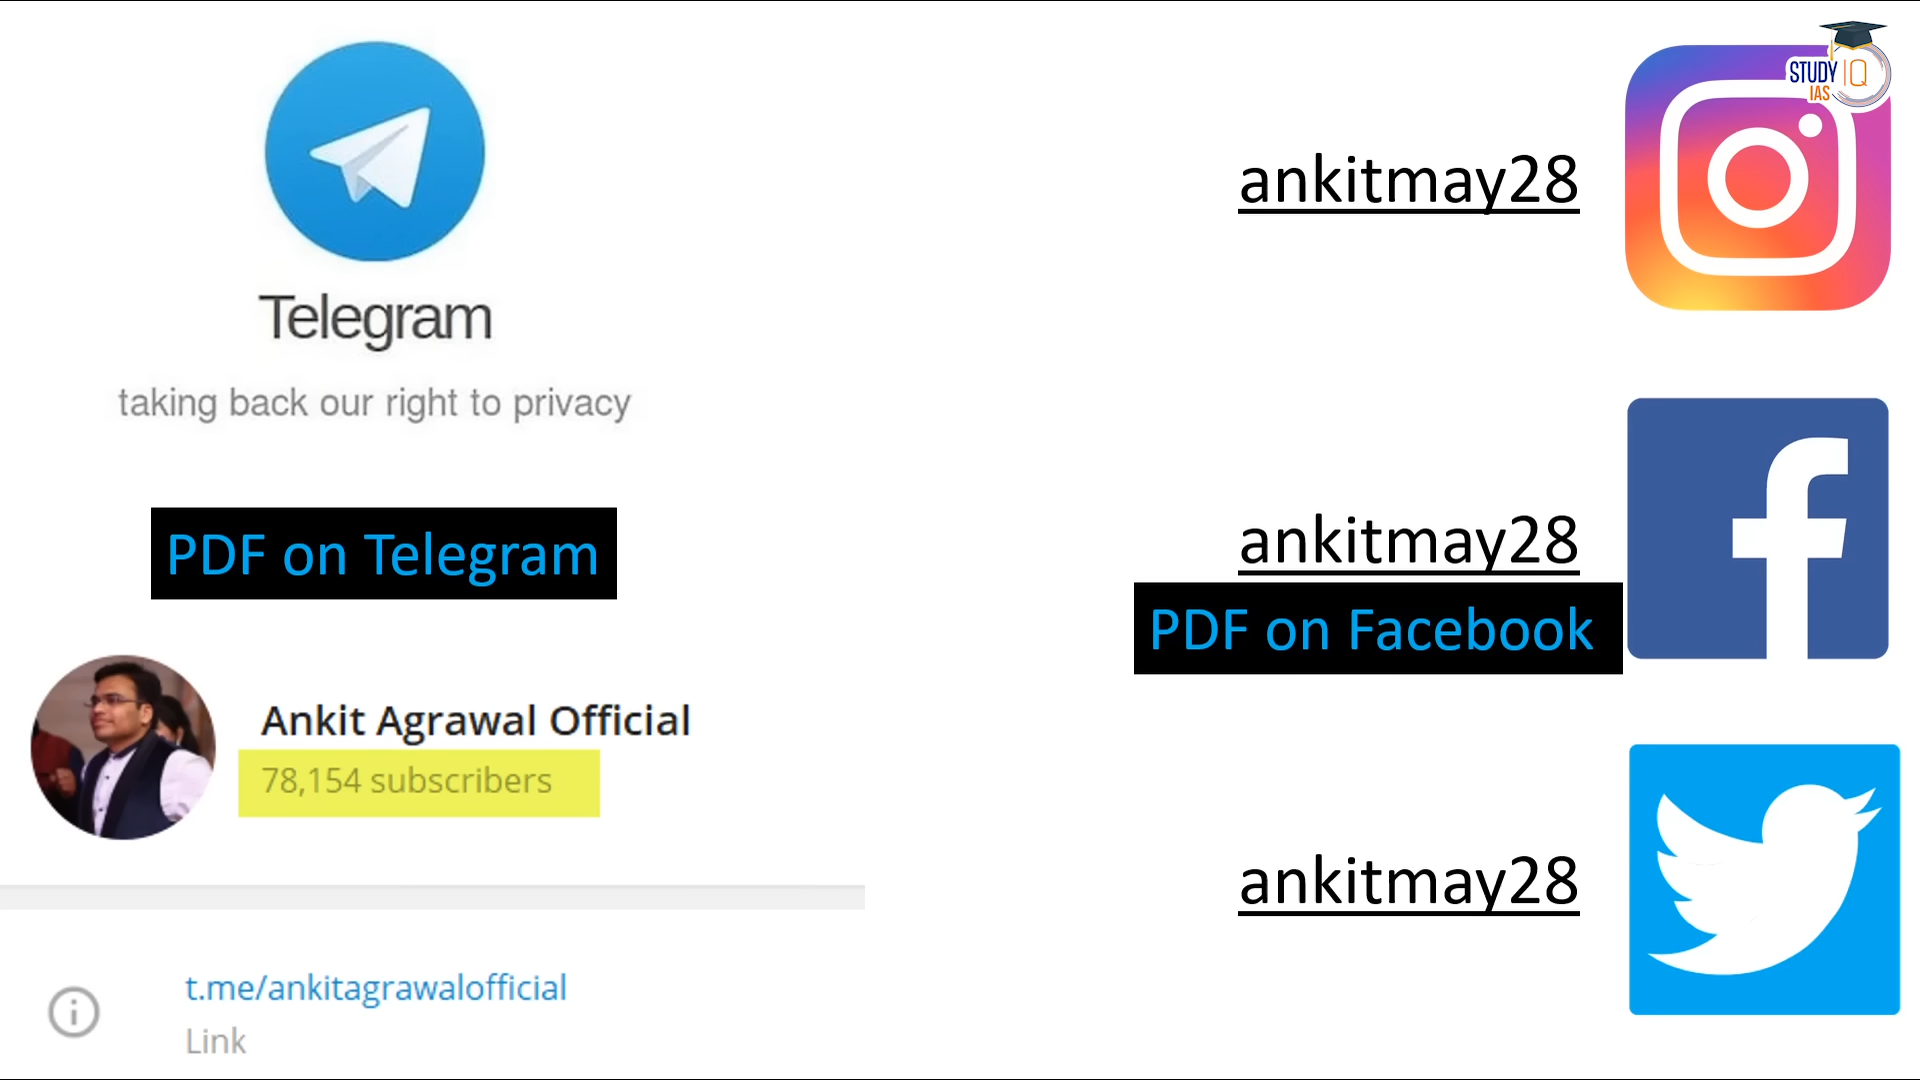 Telegram
taking back our right to privacy
PDF on Telegram
Ankit Agrawal Official
78,154 subscribers
t.me/ankitagrawalofficial
Link
STUDY IQ
IAS
ankitmay28
ankitmay28
PDF on Facebook
ankitmay28